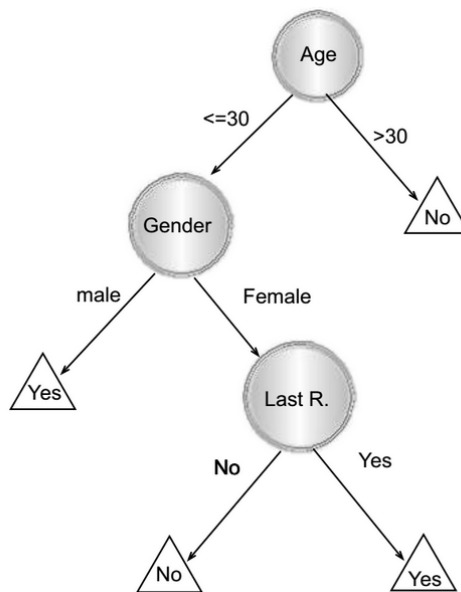 Age
<=30
>30
No
Gender
male
Female
Yes
Last R.
No
Yes
No
Yes